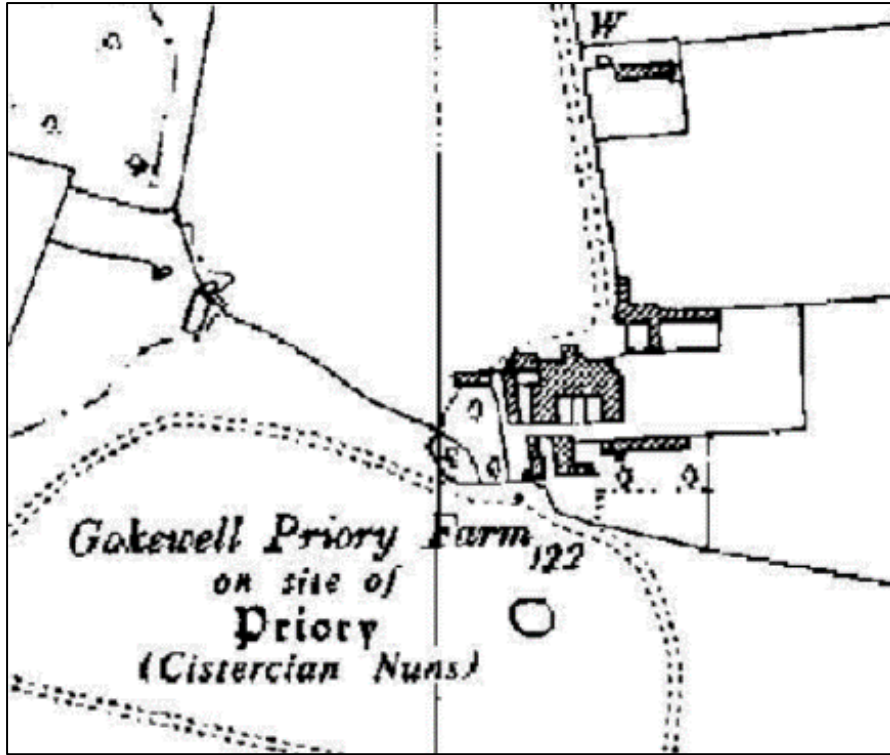 W
Gokewell Priory Farm
122
on site of
Priory
(Cistercian Nuns)